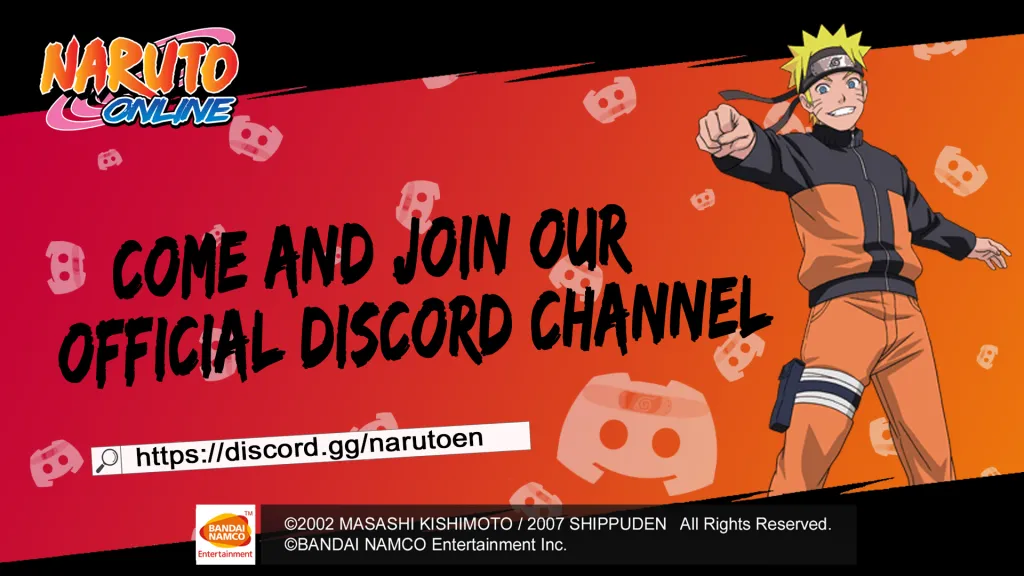 NARUTO
ONLINE
COME AND JOIN OUR
OFFICIAL DISCORD CHANNEL
https://discord.gg/narutoen
BANDAI
NAMCO
TM
Entertainment
©2002 MASASHI KISHIMOTO / 2007 SHIPPUDEN All Rights Reserved.
©BANDAI NAMCO Entertainment Inc.